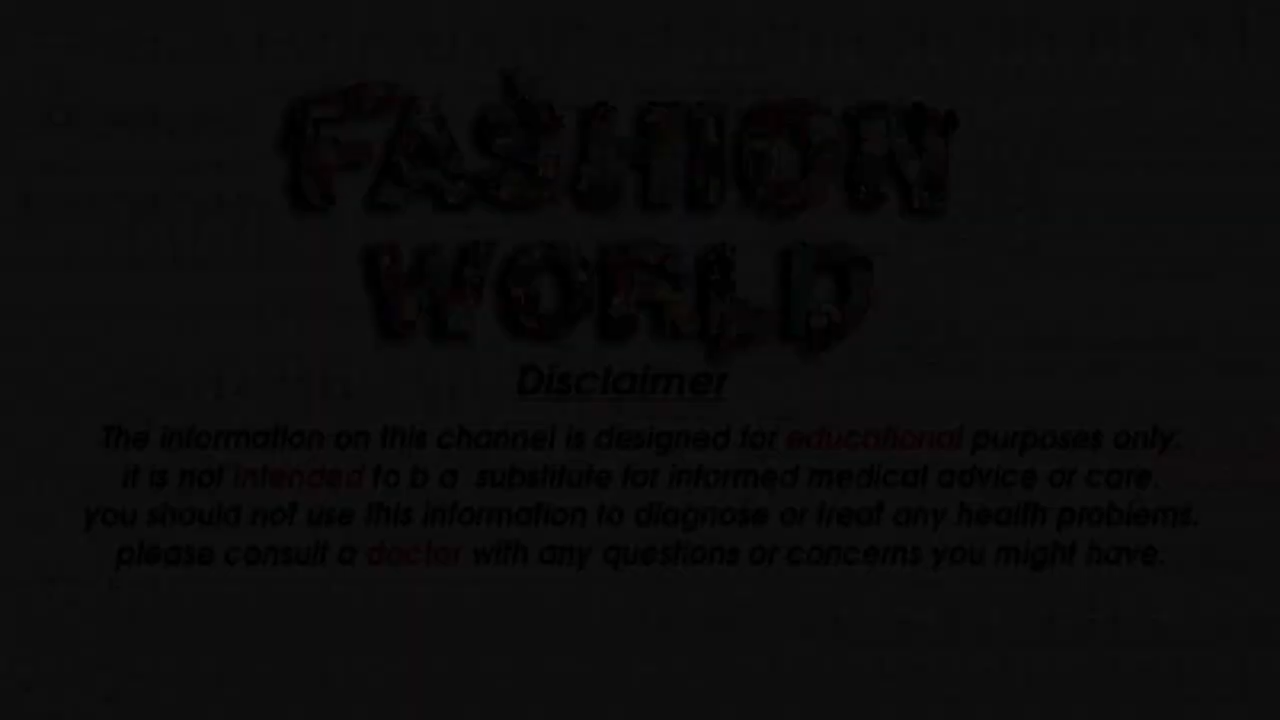 FASHION
WORLD
Disclaimer
The information on this channel is designed for educational purposes only.
it is not intended to b a substitute for informed medical advice or care.
you should not use this information to diagnose or treat any health problems.
please consult a doctor with any questions or concerns you might have.